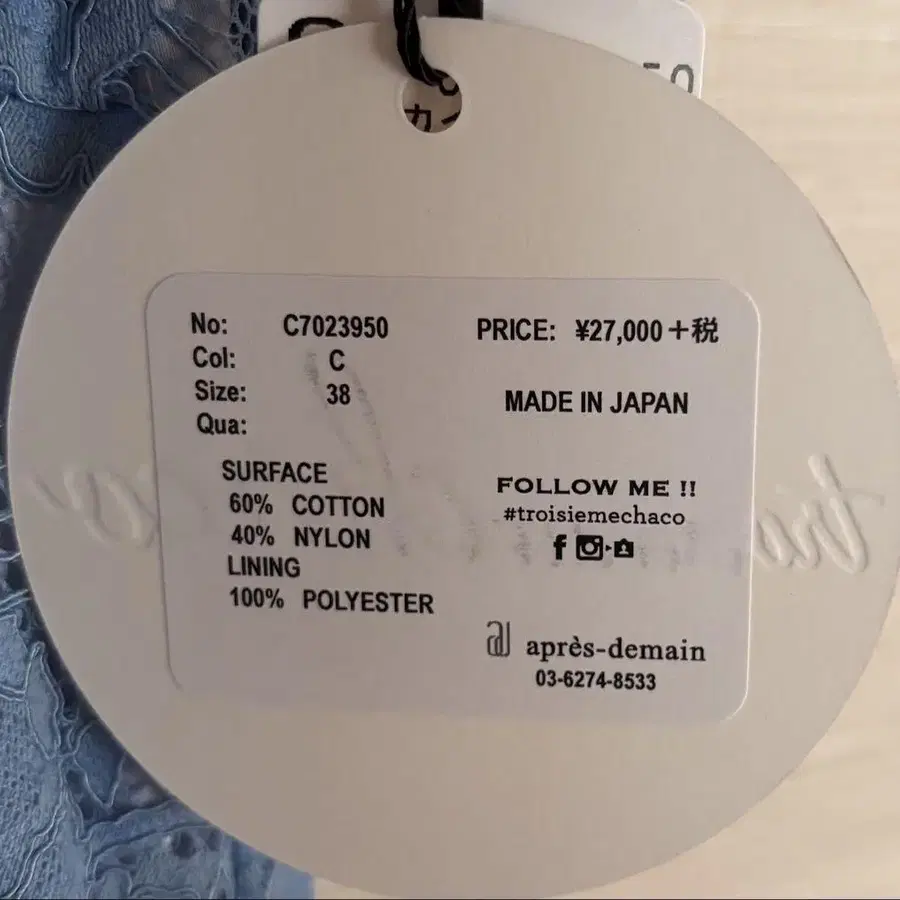 No: C7023950
Col: C
Size: 38
Qua:
SURFACE
60% COTTON
40% NYLON
LINING
100% POLYESTER
PRICE: ¥27,000+税
MADE IN JAPAN
FOLLOW ME !!
#troisiemechaco
après-demain
03-6274-8533